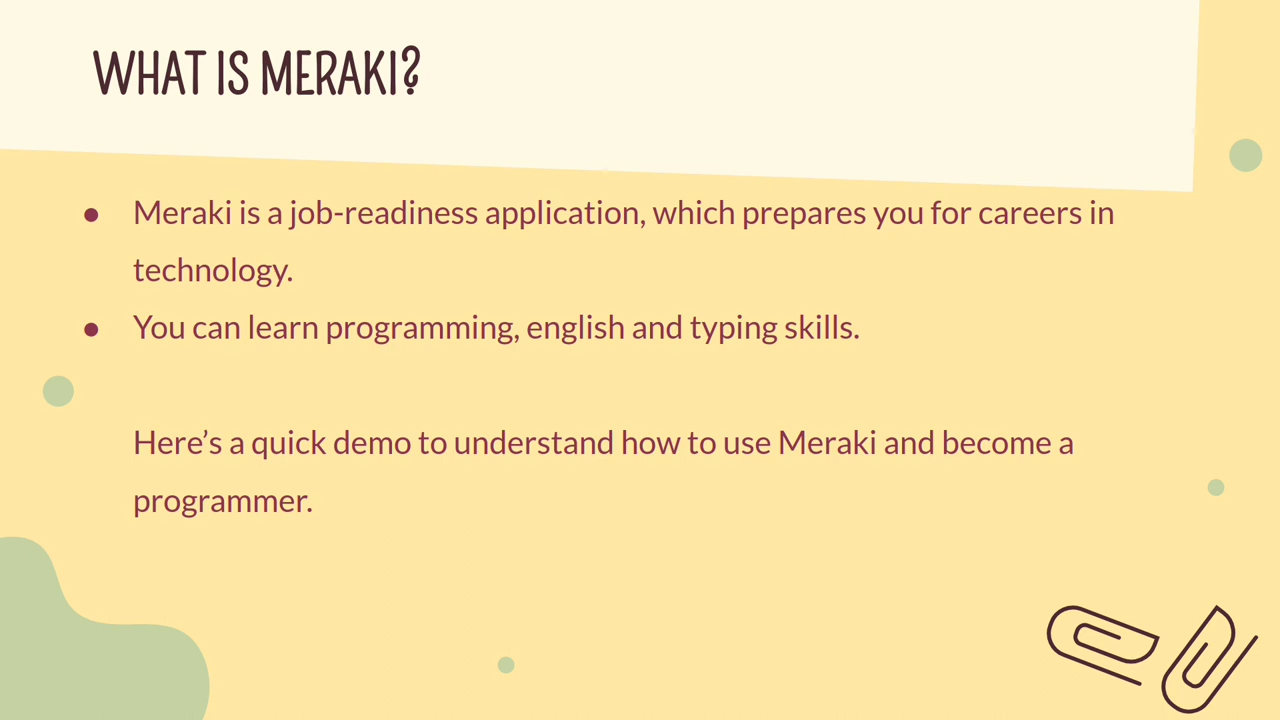 WHAT IS MERAKI?
● Meraki is a job-readiness application, which prepares you for careers in
technology.
● You can learn programming, english and typing skills.
Here’s a quick demo to understand how to use Meraki and become a
programmer.